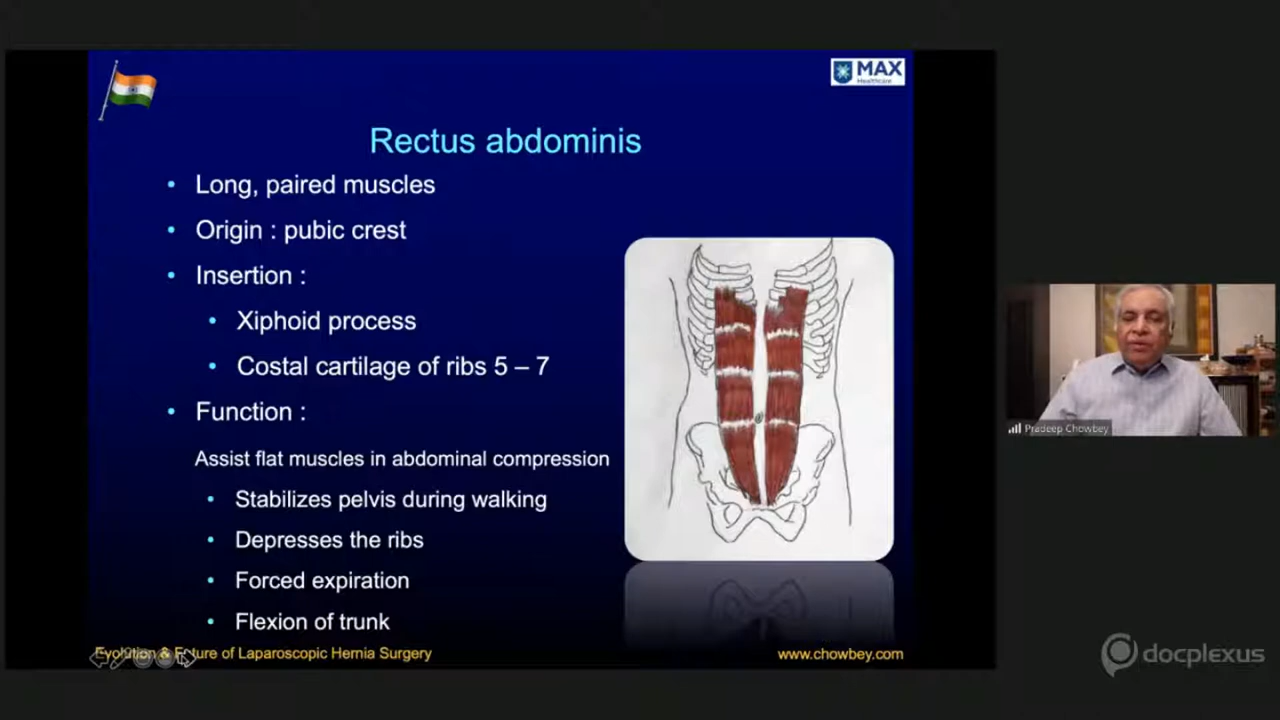 MAX
Healthcare
Rectus abdominis
• Long, paired muscles
• Origin : pubic crest
• Insertion :
• Xiphoid process
• Costal cartilage of ribs 5 – 7
• Function :
Assist flat muscles in abdominal compression
• Stabilizes pelvis during walking
• Depresses the ribs
• Forced expiration
• Flexion of trunk
Evolution & Future of Laparoscopic Hernia Surgery
www.chowbey.com
Pradeep Chowbey
docplexus